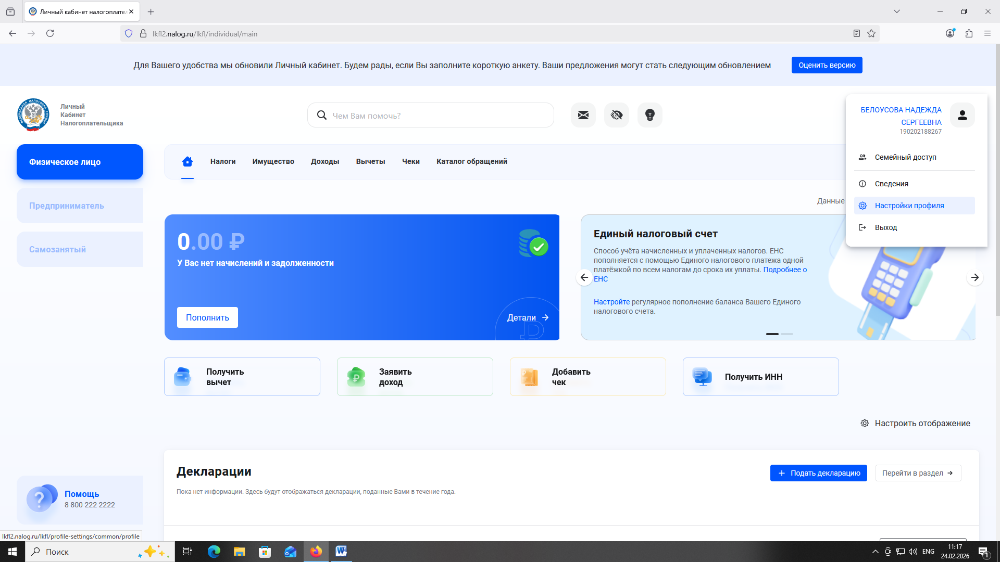 Личный кабинет налогоплате
lkfl2.nalog.ru/lkfl/individual/main
Для Вашего удобства мы обновили Личный кабинет. Будем рады, если Вы заполните короткую анкету. Ваши предложения могут стать следующим обновлением
Оценить версию
Личный
Кабинет
Налогоплательщика
Чем Вам помочь?
БЕЛОУСОВА НАДЕЖДА
СЕРГЕЕВНА
190202188267
Семейный доступ
Сведения
Настройки профиля
Выход
Физическое лицо
Предприниматель
Самозанятый
Налоги
Имущество
Доходы
Вычеты
Чеки
Каталог обращений
Данные
0.00 ₽
У Вас нет начислений и задолженности
Пополнить
Детали
Единый налоговый счет
Способ учёта начисленных и уплаченных налогов. ЕНС
пополняется с помощью Единого налогового платежа одной
платёжкой по всем налогам до срока их уплаты. Подробнее о
ЕНС
Настройте регулярное пополнение баланса Вашего Единого
налогового счета.
Получить
вычет
Заявить
доход
Добавить
чек
Получить ИНН
Настроить отображение
Декларации
Подать декларацию
Перейти в раздел
Пока нет информации. Здесь будут отображаться декларации, поданные Вами в течение года.
Помощь
8 800 222 2222
lkfl2.nalog.ru/lkfl/profile-settings/common/profile
Поиск
ENG
11:17
24.02.2026
1